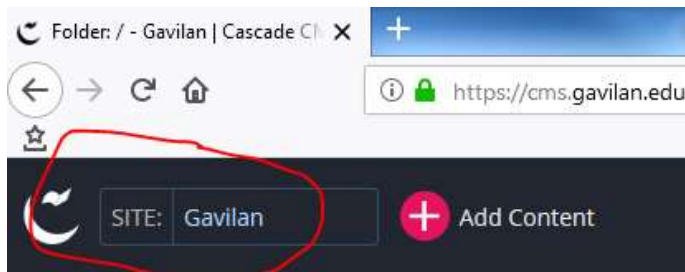 Folder: / - Gavilan | Cascade C
https://cms.gavilan.edu
SITE: Gavilan
Add Content